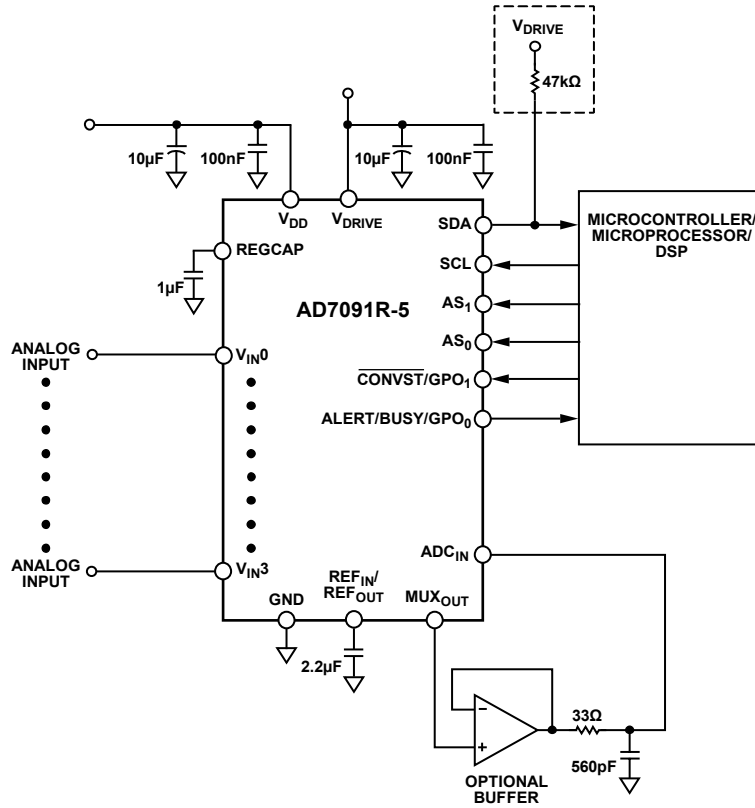 VDRIVE
47kΩ
10µF
100nF
10µF
100nF
VDD
VDRIVE
SDA
MICROCONTROLLER/
MICROPROCESSOR/
DSP
REGCAP
SCL
1µF
AD7091R-5
AS1
ANALOG
INPUT
VIN0
AS0
CONVST/GPO1
ALERT/BUSY/GPO0
ANALOG
INPUT
VIN3
ADCIN
GND
REFIN/
REFOUT
MUXOUT
2.2µF
33Ω
560pF
OPTIONAL
BUFFER